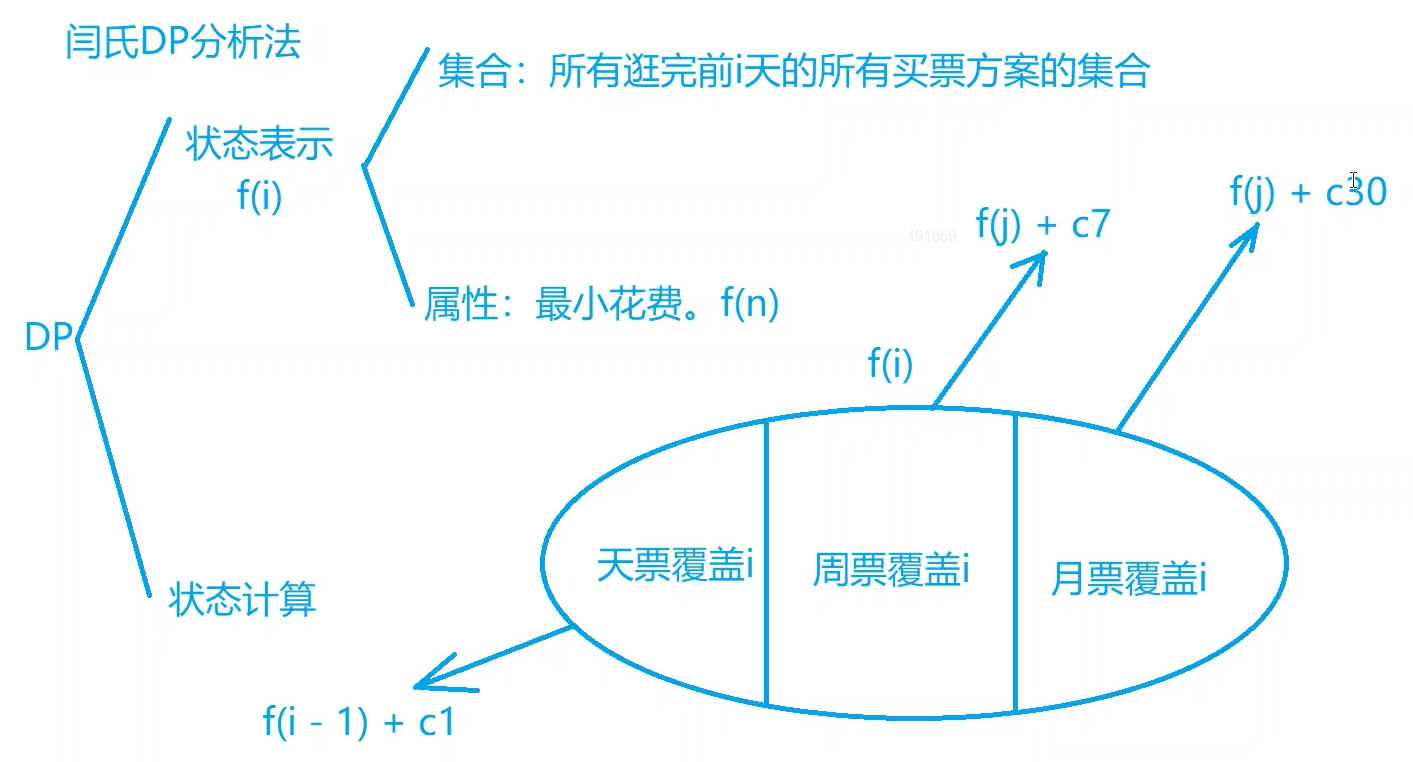 闫氏DP分析法
集合：所有逛完前i天的所有买票方案的集合
状态表示
f(i)
f(j) + c30
f(j) + c7
191859
属性：最小花费。f(n)
DP
f(i)
天票覆盖i
周票覆盖i
月票覆盖i
状态计算
f(i - 1) + c1